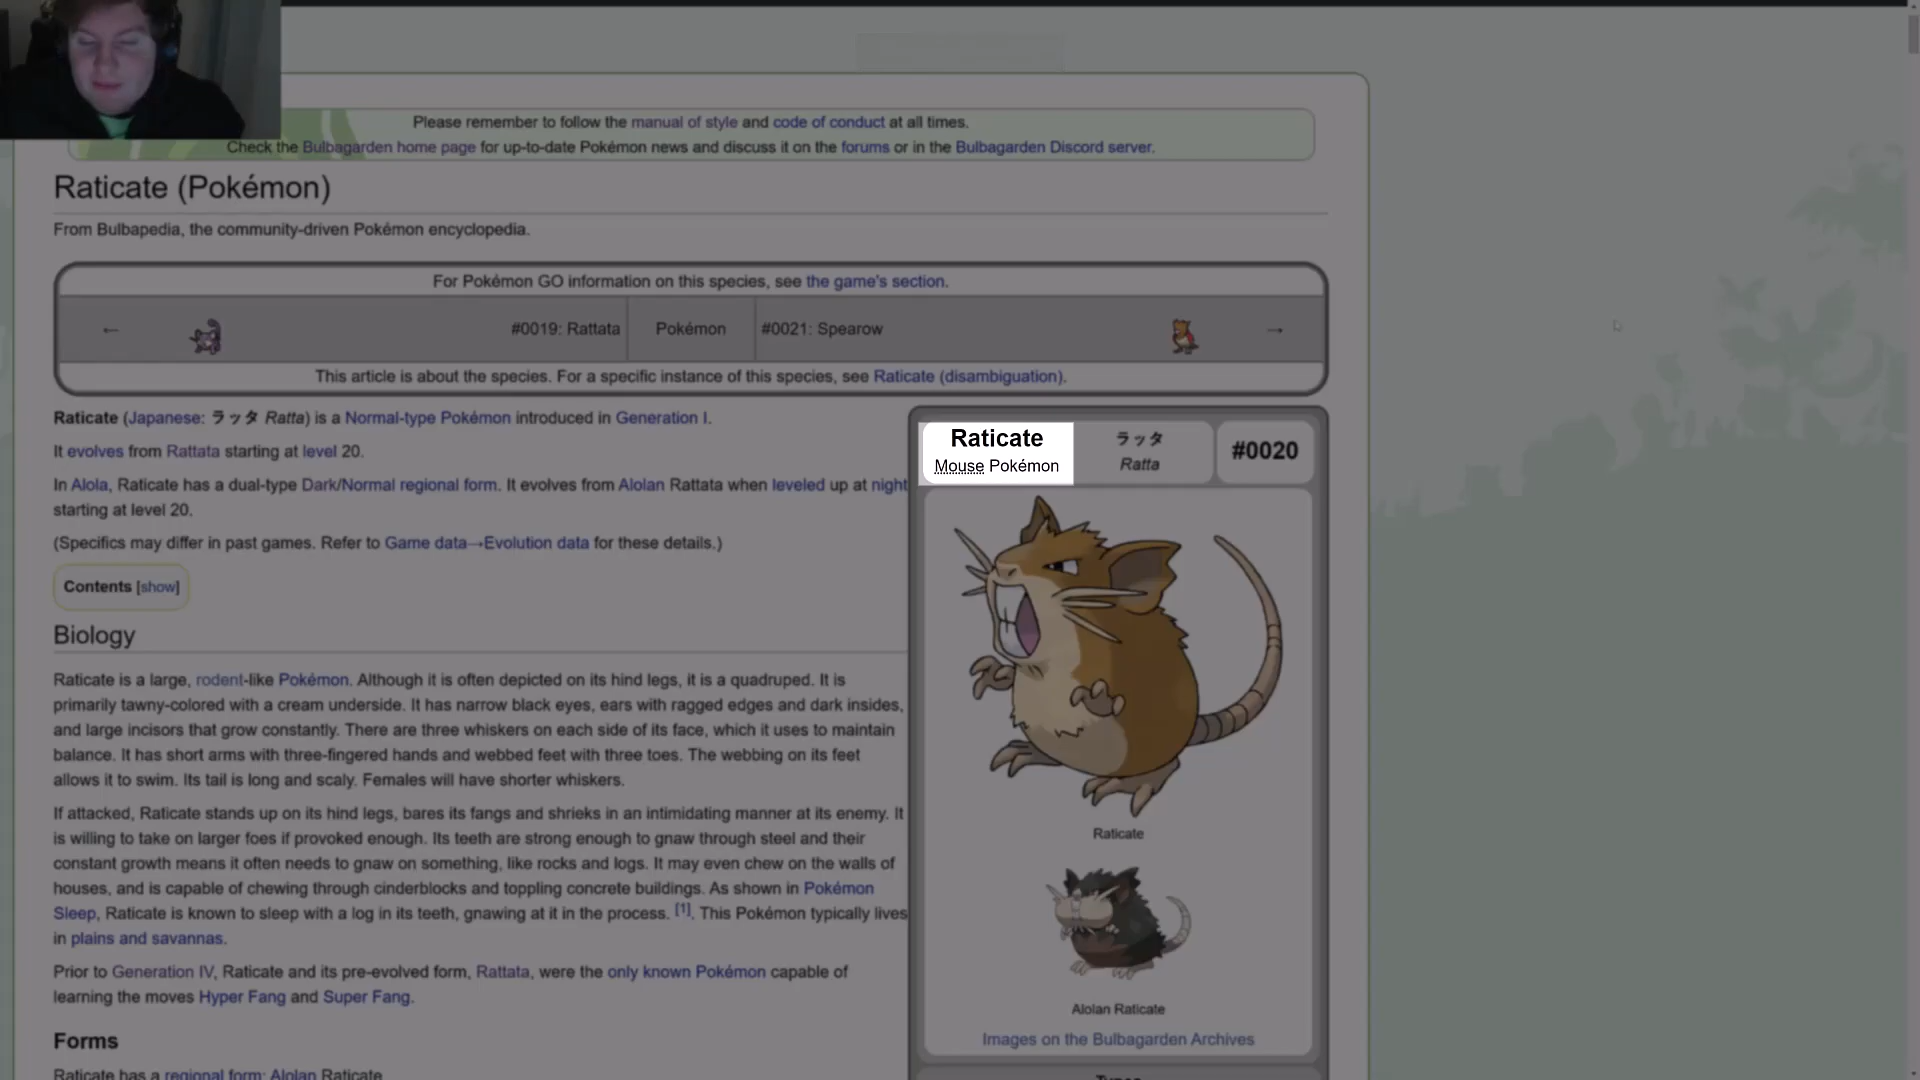 Please remember to follow the manual of style and code of conduct at all times.
Check the Bulbagarden home page for up-to-date Pokémon news and discuss it on the forums or in the Bulbagarden Discord server.
Raticate (Pokémon)
From Bulbapedia, the community-driven Pokémon encyclopedia.
For Pokémon GO information on this species, see the game's section.
← #0019: Rattata Pokémon #0021: Spearow →
This article is about the species. For a specific instance of this species, see Raticate (disambiguation).
Raticate (Japanese: ラッタ Ratta) is a Normal-type Pokémon introduced in Generation I.
It evolves from Rattata starting at level 20.
In Alola, Raticate has a dual-type Dark/Normal regional form. It evolves from Alolan Rattata when leveled up at night
starting at level 20.
(Specifics may differ in past games. Refer to Game data→Evolution data for these details.)
Contents [show]
Biology
Raticate is a large, rodent-like Pokémon. Although it is often depicted on its hind legs, it is a quadruped. It is
primarily tawny-colored with a cream underside. It has narrow black eyes, ears with ragged edges and dark insides,
and large incisors that grow constantly. There are three whiskers on each side of its face, which it uses to maintain
balance. It has short arms with three-fingered hands and webbed feet with three toes. The webbing on its feet
allows it to swim. Its tail is long and scaly. Females will have shorter whiskers.
If attacked, Raticate stands up on its hind legs, bares its fangs and shrieks in an intimidating manner at its enemy. It
is willing to take on larger foes if provoked enough. Its teeth are strong enough to gnaw through steel and their
constant growth means it often needs to gnaw on something, like rocks and logs. It may even chew on the walls of
houses, and is capable of chewing through cinderblocks and toppling concrete buildings. As shown in Pokémon
Sleep, Raticate is known to sleep with a log in its teeth, gnawing at it in the process. [1]. This Pokémon typically lives
in plains and savannas.
Prior to Generation IV, Raticate and its pre-evolved form, Rattata, were the only known Pokémon capable of
learning the moves Hyper Fang and Super Fang.
Forms
Raticate has a regional form: Alolan Raticate
Raticate
Mouse Pokémon
ラッタ
Ratta
#0020
Raticate
Alolan Raticate
Images on the Bulbagarden Archives